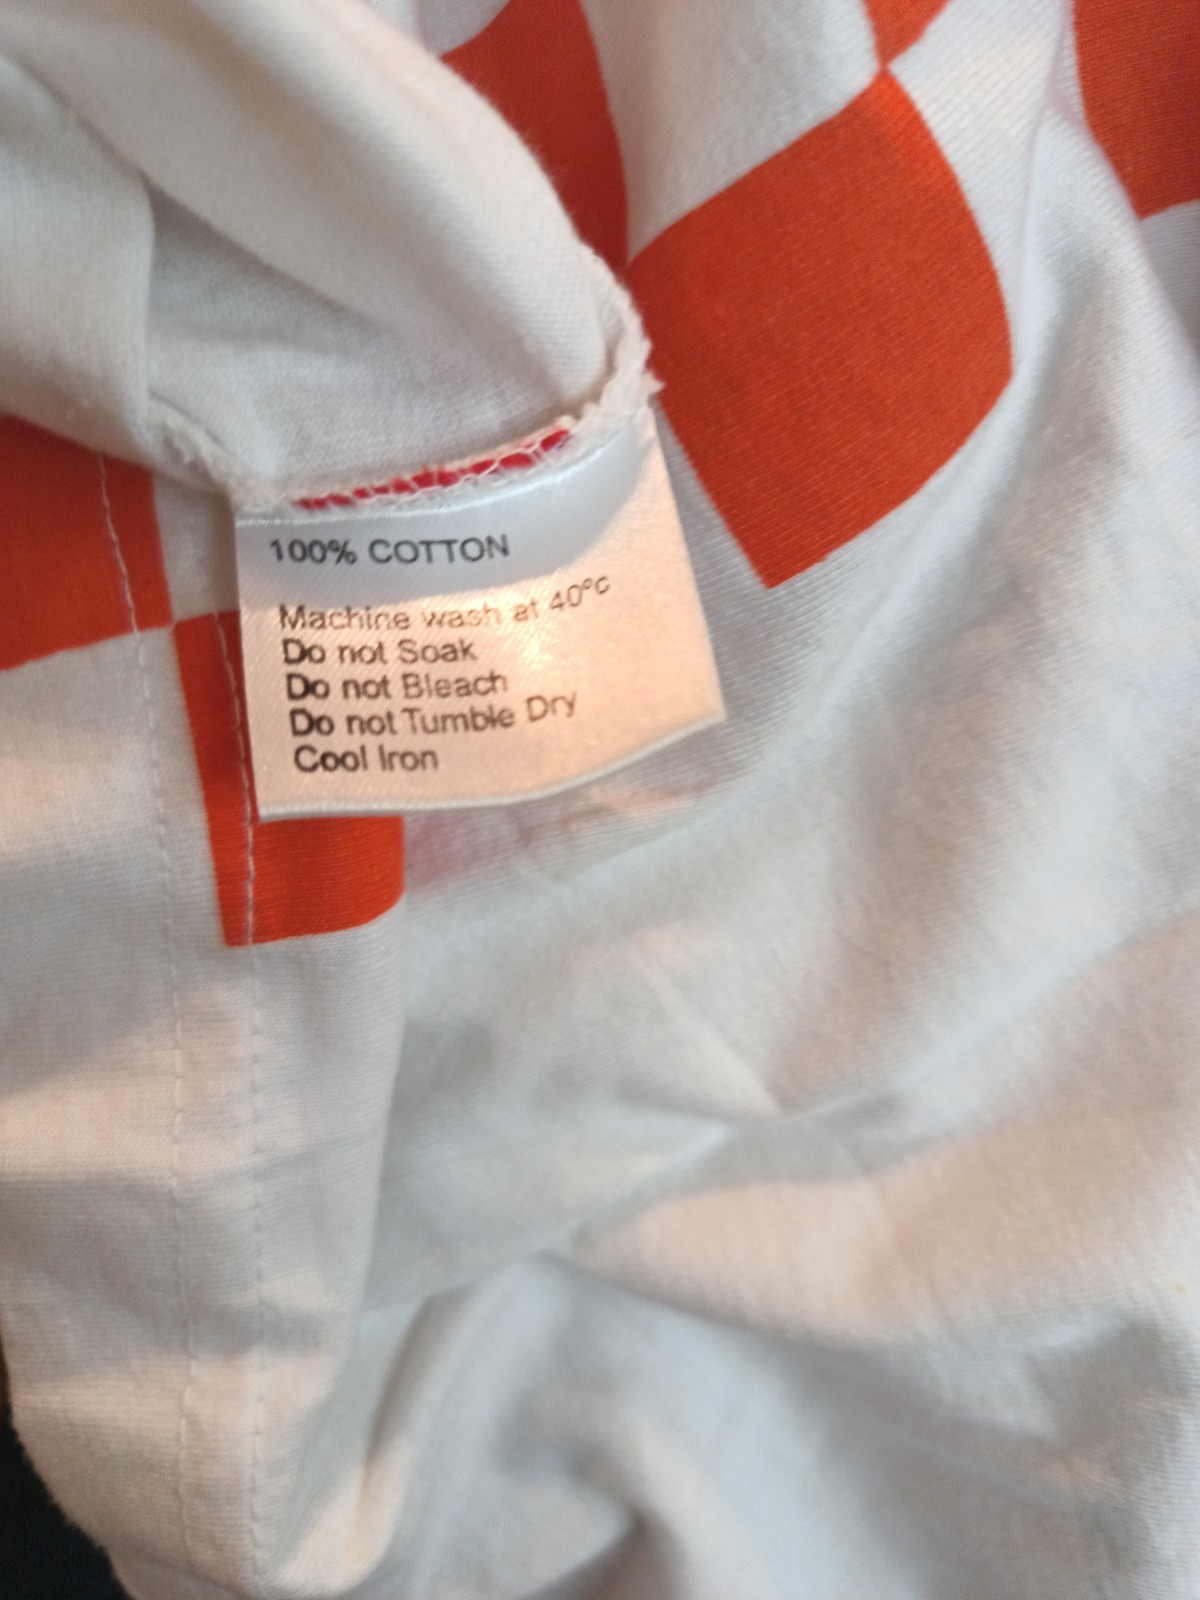 100% COTTON
Machine wash at 40°c
Do not Soak
Do not Bleach
Do not Tumble Dry
Cool Iron